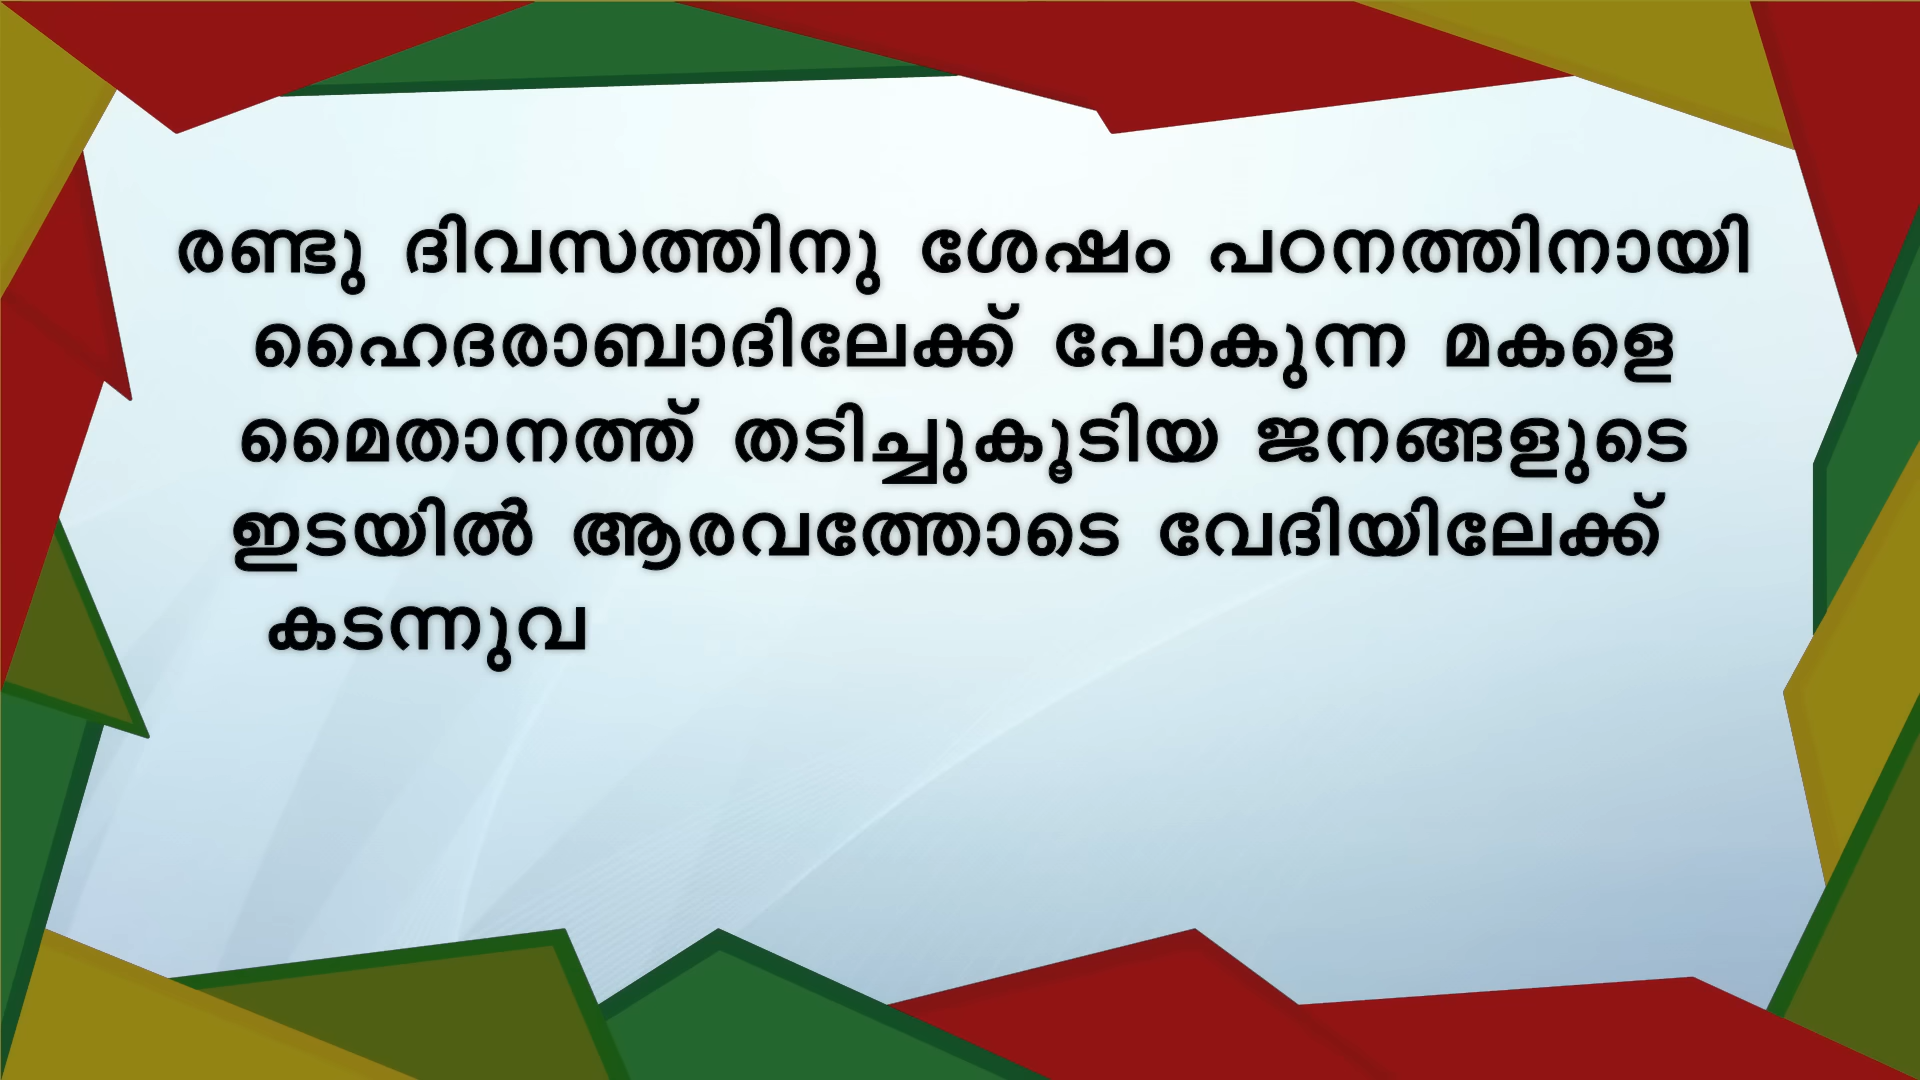 രണ്ടു ദിവസത്തിനു ശേഷം പഠനത്തിനായി
ഹൈദരാബാദിലേക്ക് പോകുന്ന മകളെ
മൈതാനത്ത് തടിച്ചുകൂടിയ ജനങ്ങളുടെ
ഇടയിൽ ആരവത്തോടെ വേദിയിലേക്ക്
കടന്നുവ